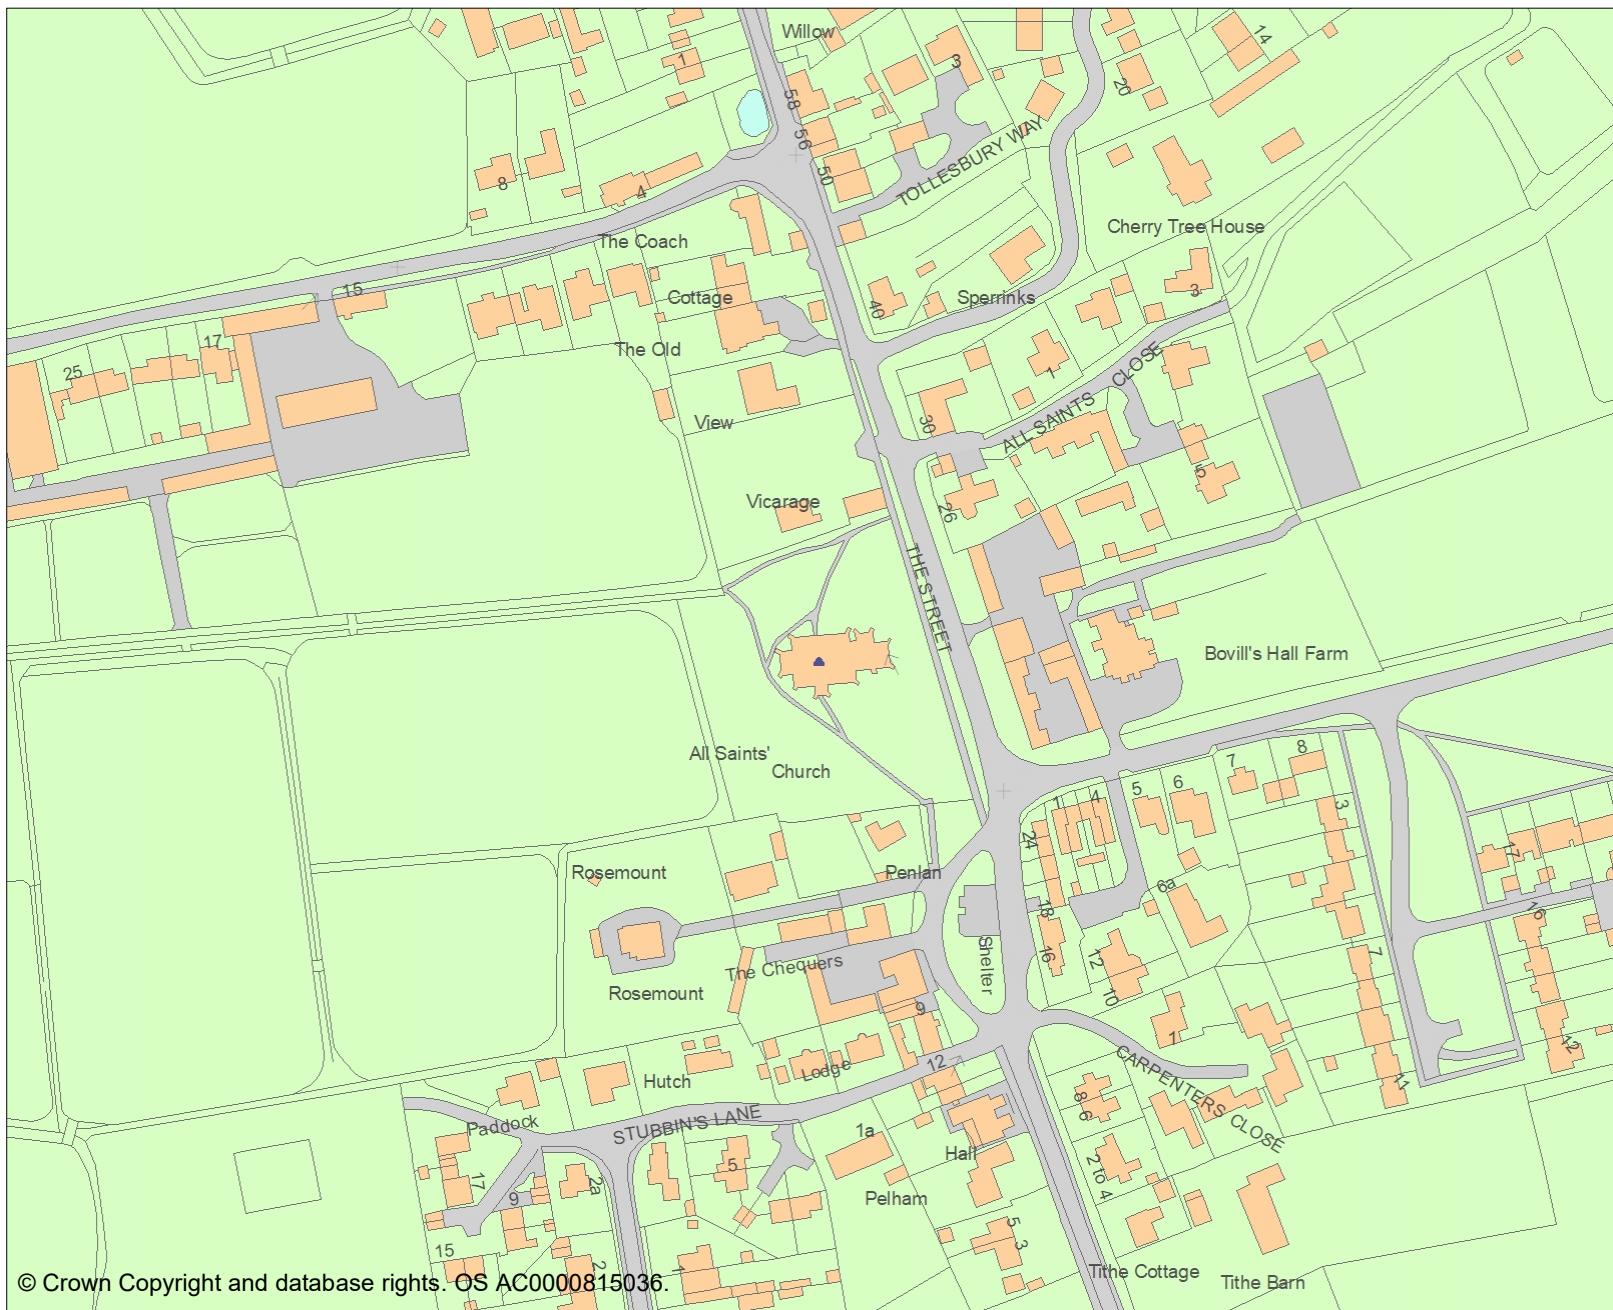 Willow
3
14
1
58
20
56
50
TOLLESBURY WAY
8
4
Cherry Tree House
The Coach
15
Cottage
40
Sperrinks
3
17
The Old
25
1
CLOSE
View
30
ALL SAINTS
5
Vicarage
26
THE STREET
Bovill's Hall Farm
All Saints'
Church
7
8
1
4
5
6
3
24
17
Rosemount
Penlan
6a
18
16
16
Shelter
The Chequers
12
7
Rosemount
10
9
1
12
Lodge
12
CARPENTERS CLOSE
Hutch
11
8
6
Paddock
STUBBIN'S LANE
1a
Hall
5
2 to 4
17
2a
9
Pelham
5
3
15
2
1
Tithe Cottage
Tithe Barn
© Crown Copyright and database rights. OS AC0000815036.